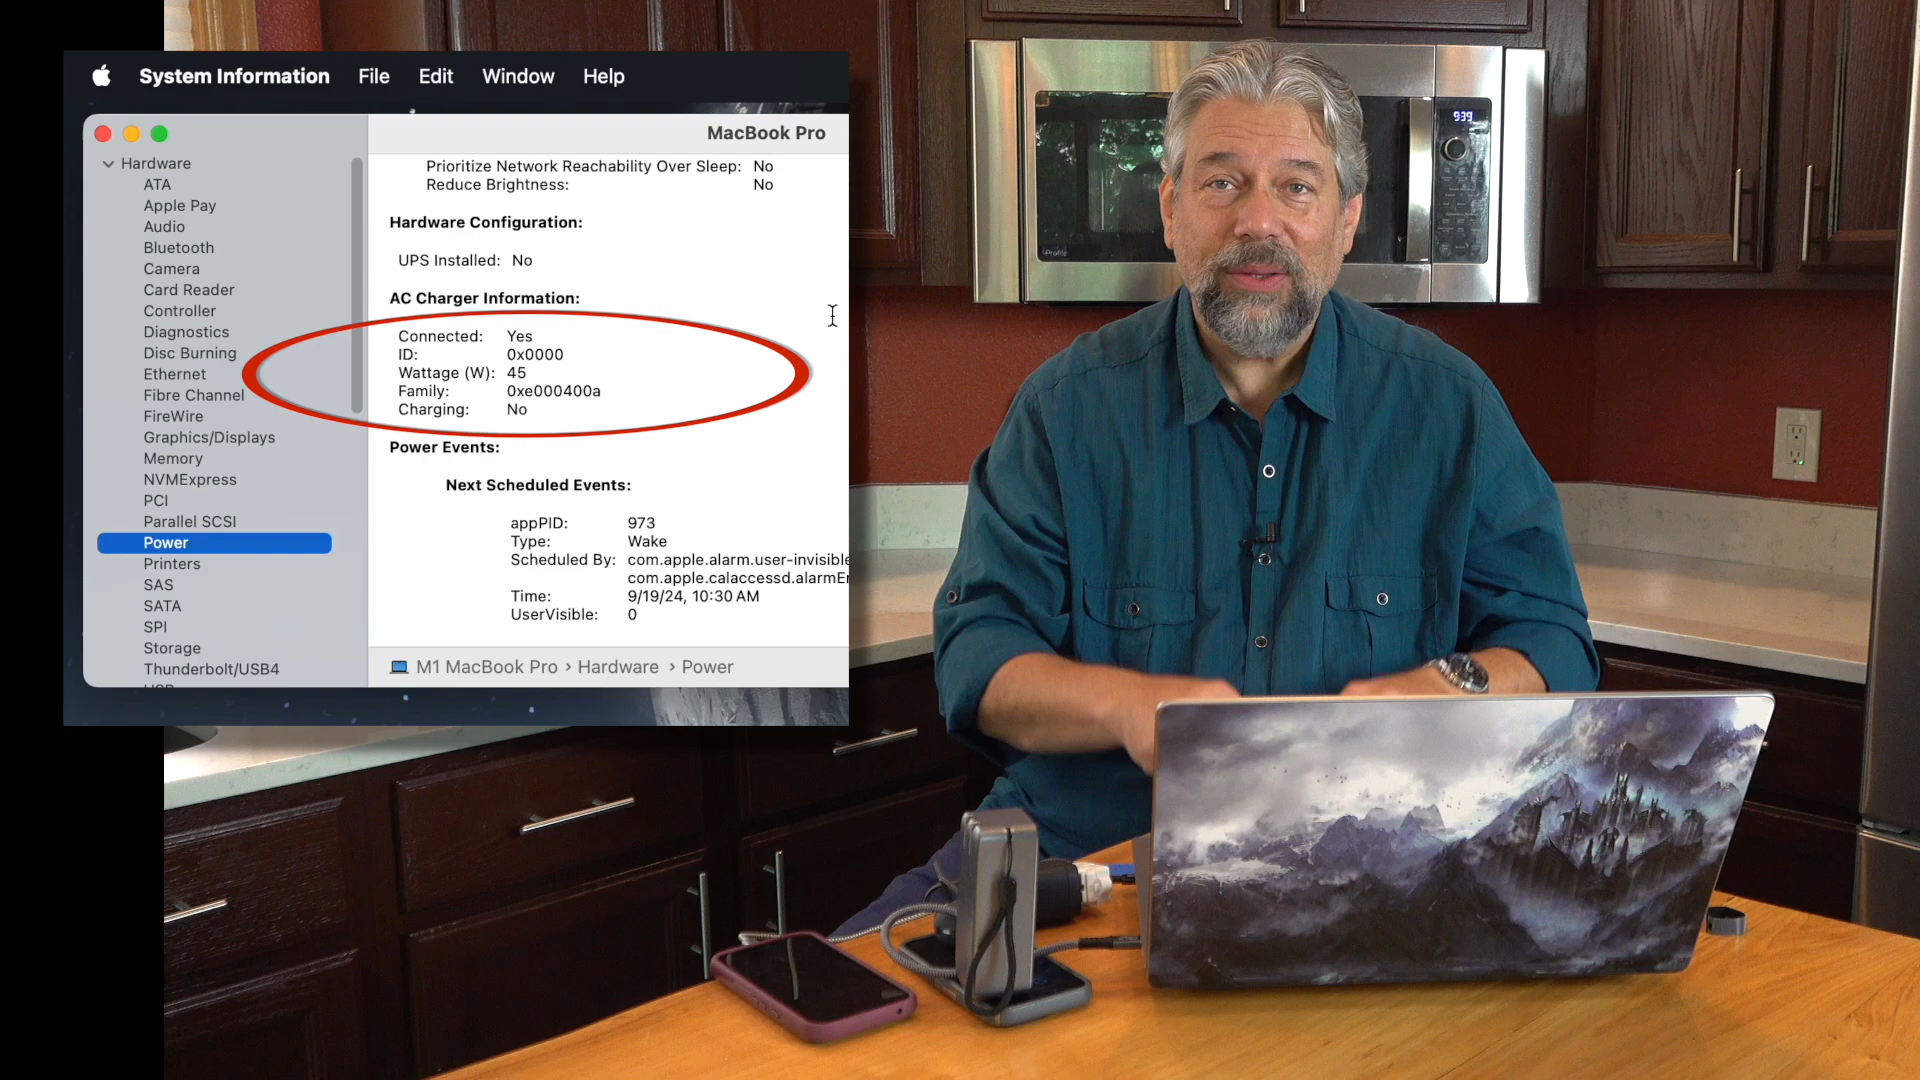 System Information File Edit Window Help
MacBook Pro
Hardware
ATA
Apple Pay
Audio
Bluetooth
Camera
Card Reader
Controller
Diagnostics
Disc Burning
Ethernet
Fibre Channel
FireWire
Graphics/Displays
Memory
NVMExpress
PCI
Parallel SCSI
Power
Printers
SAS
SATA
SPI
Storage
Thunderbolt/USB4
Prioritize Network Reachability Over Sleep: No
Reduce Brightness: No
Hardware Configuration:
UPS Installed: No
AC Charger Information:
Connected: Yes
ID: 0x0000
Wattage (W): 45
Family: 0xe000400a
Charging: No
Power Events:
Next Scheduled Events:
appPID: 973
Type: Wake
Scheduled By: com.apple.alarm.user-invisible
com.apple.calaccessd.alarmEn
Time: 9/19/24, 10:30 AM
UserVisible: 0
M1 MacBook Pro › Hardware › Power
939
Profile